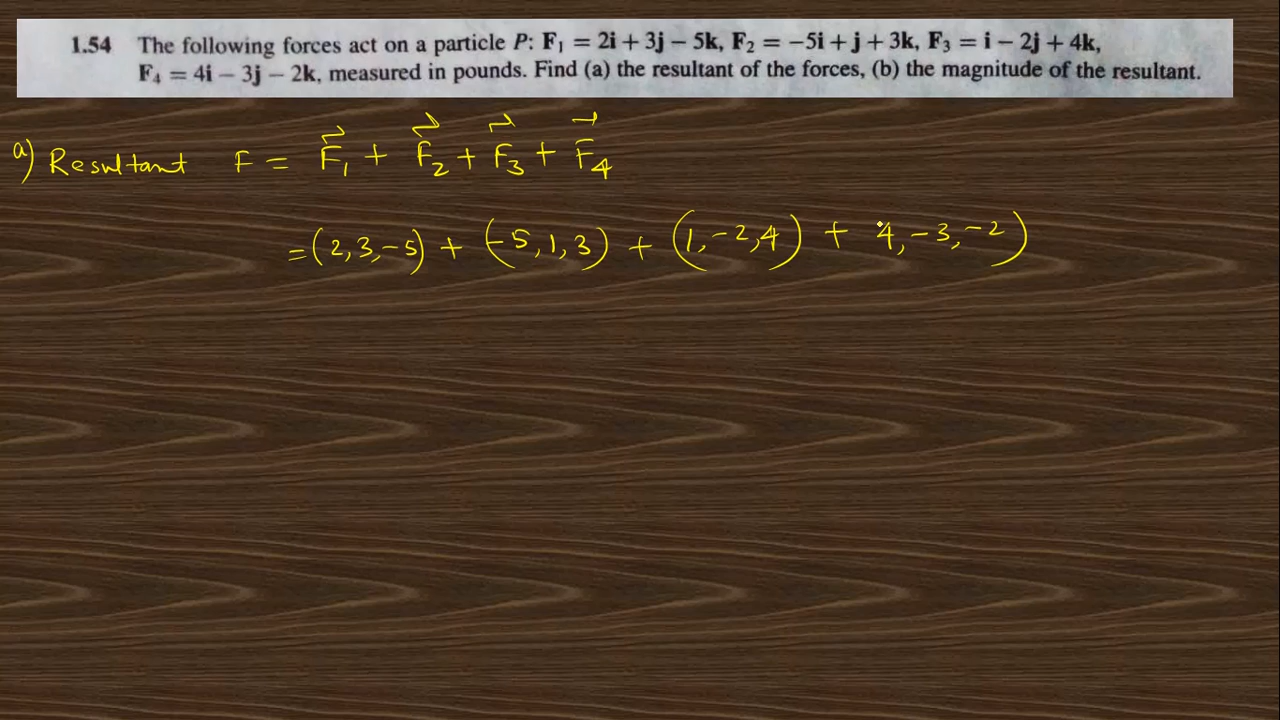 1.54 The following forces act on a particle P: F₁ = 2i + 3j − 5k, F₂ = −5i + j + 3k, F₃ = i − 2j + 4k,
F₄ = 4i − 3j − 2k, measured in pounds. Find (a) the resultant of the forces, (b) the magnitude of the resultant.
a) Resultant F = F⃗₁ + F⃗₂ + F⃗₃ + F⃗₄
= (2,3,-5) + (-5,1,3) + (1,-2,4) + 4,-3,-2)